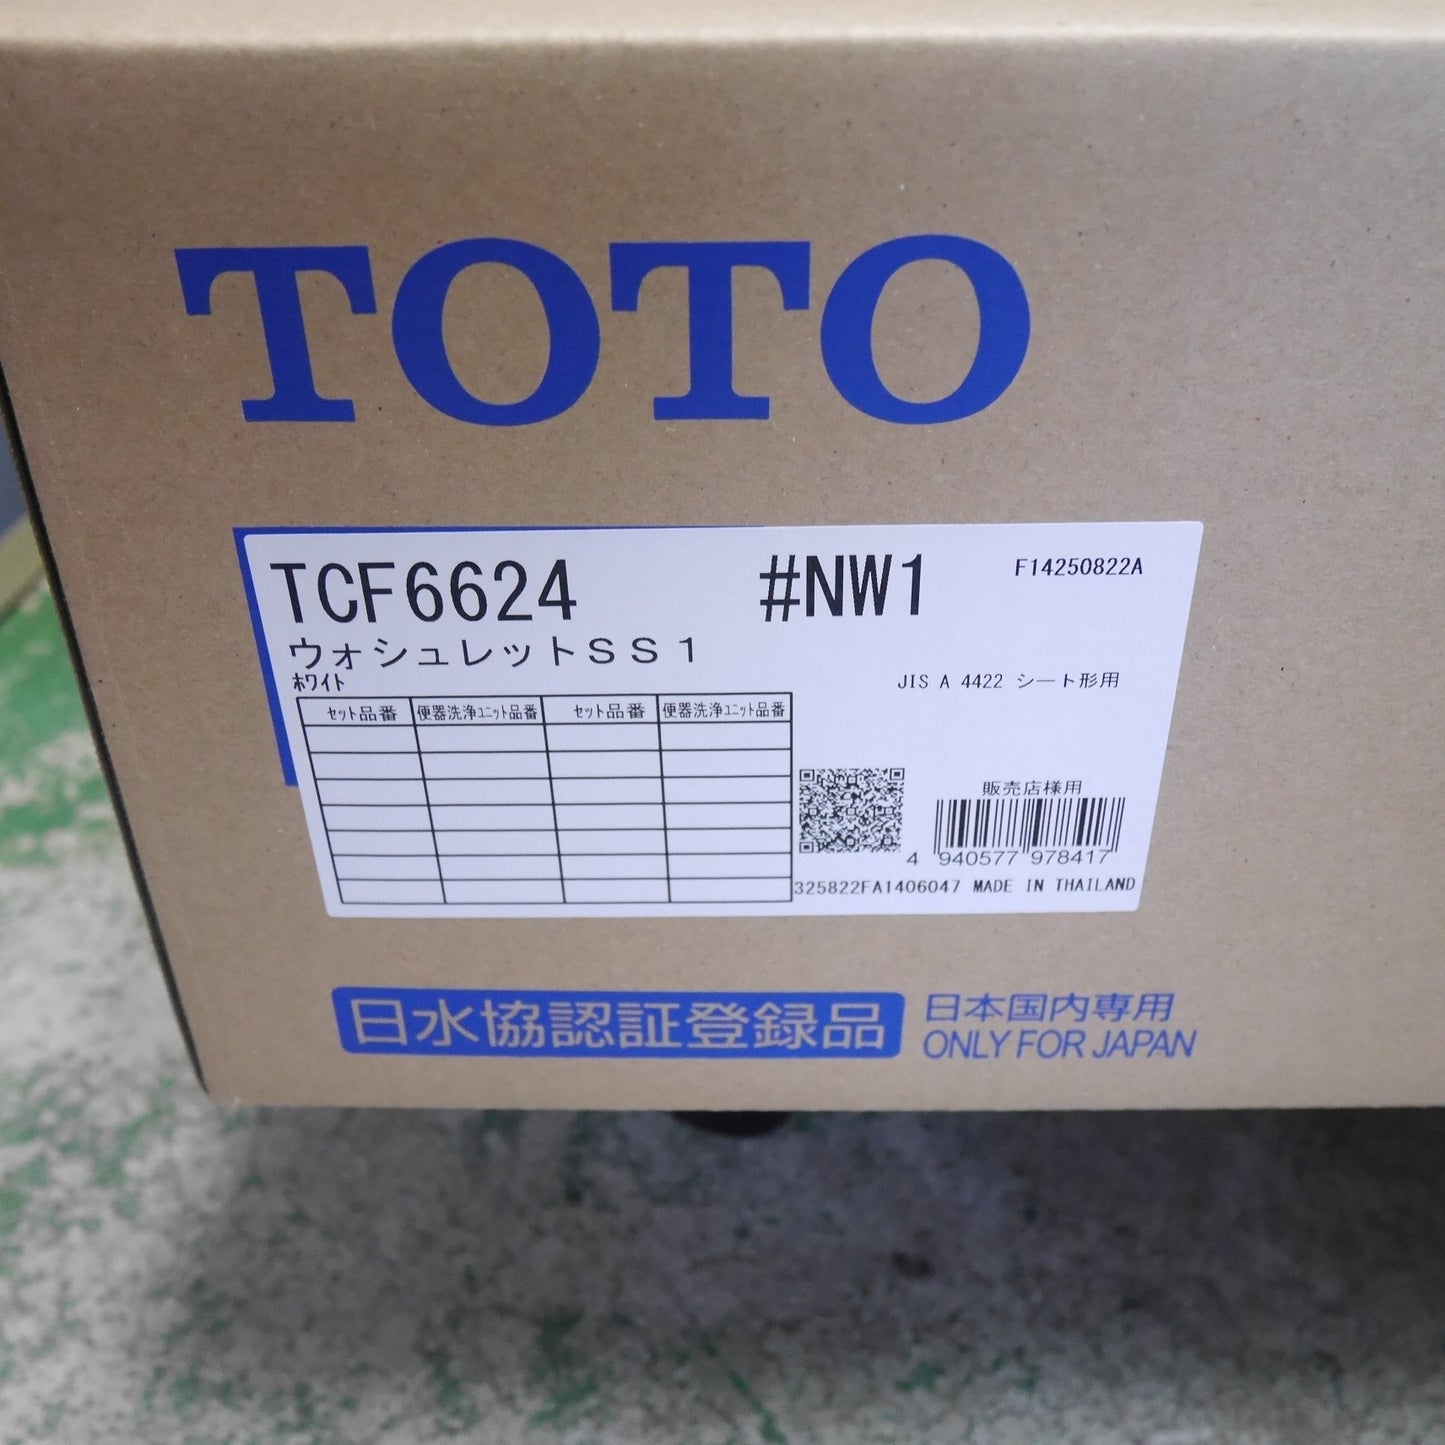 TOTO
TCF6624 #NW1 F14250822A
ウォシュレットSS1
ホワイト JIS A 4422 シート形用
セット品番 便器洗浄ユニット品番 セット品番 便器洗浄ユニット品番
販売店様用
4 940577 978417
325822FA1406047 MADE IN THAILAND
日水協認証登録品 日本国内専用
ONLY FOR JAPAN